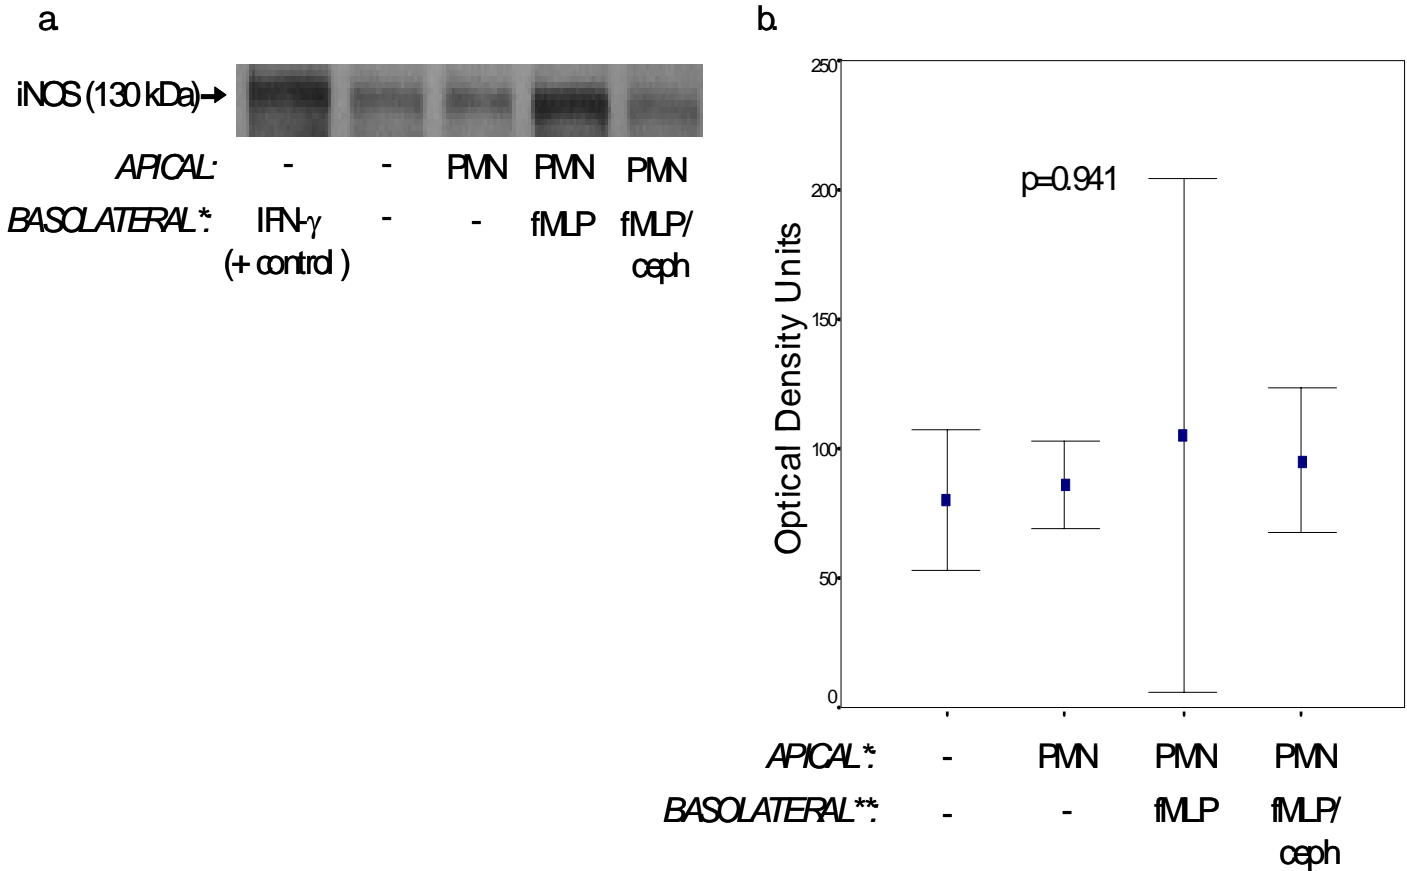 a.
iNOS (130 kDa)
APICAL: - - PMN PMN PMN
BASOLATERAL*: IFN-γ - - fMLP fMLP/
(+ control ) ceph
b.
250
200
150
100
50
0
Optical Density Units
p=0.941
APICAL*: - PMN PMN PMN
BASOLATERAL**: - - fMLP fMLP/
ceph